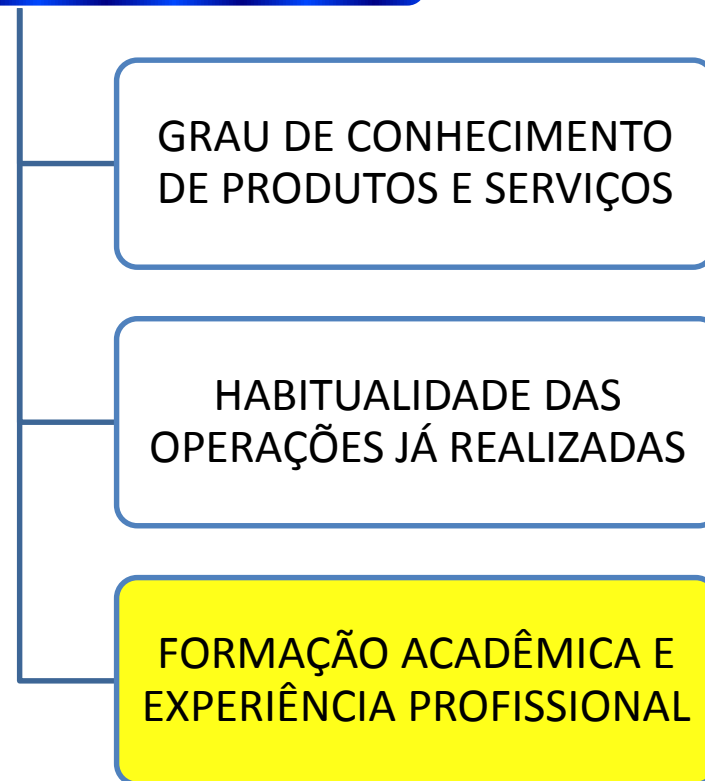 GRAU DE CONHECIMENTO
DE PRODUTOS E SERVIÇOS
HABITUALIDADE DAS
OPERAÇÕES JÁ REALIZADAS
FORMAÇÃO ACADÊMICA E
EXPERIÊNCIA PROFISSIONAL